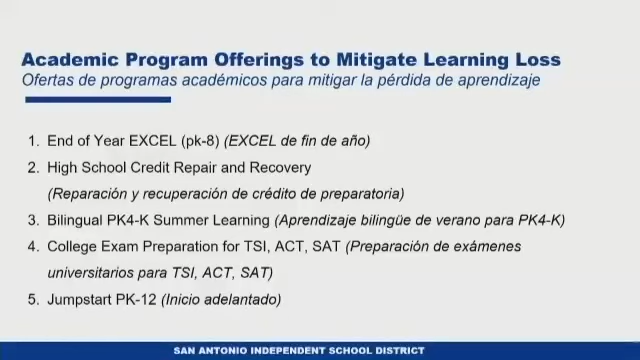 Academic Program Offerings to Mitigate Learning Loss
Ofertas de programas académicos para mitigar la pérdida de aprendizaje
1. End of Year EXCEL (pk-8) (EXCEL de fin de año)
2. High School Credit Repair and Recovery
(Reparación y recuperación de crédito de preparatoria)
3. Bilingual PK4-K Summer Learning (Aprendizaje bilingüe de verano para PK4-K)
4. College Exam Preparation for TSI, ACT, SAT (Preparación de exámenes
universitarios para TSI, ACT, SAT)
5. Jumpstart PK-12 (Inicio adelantado)
SAN ANTONIO INDEPENDENT SCHOOL DISTRICT